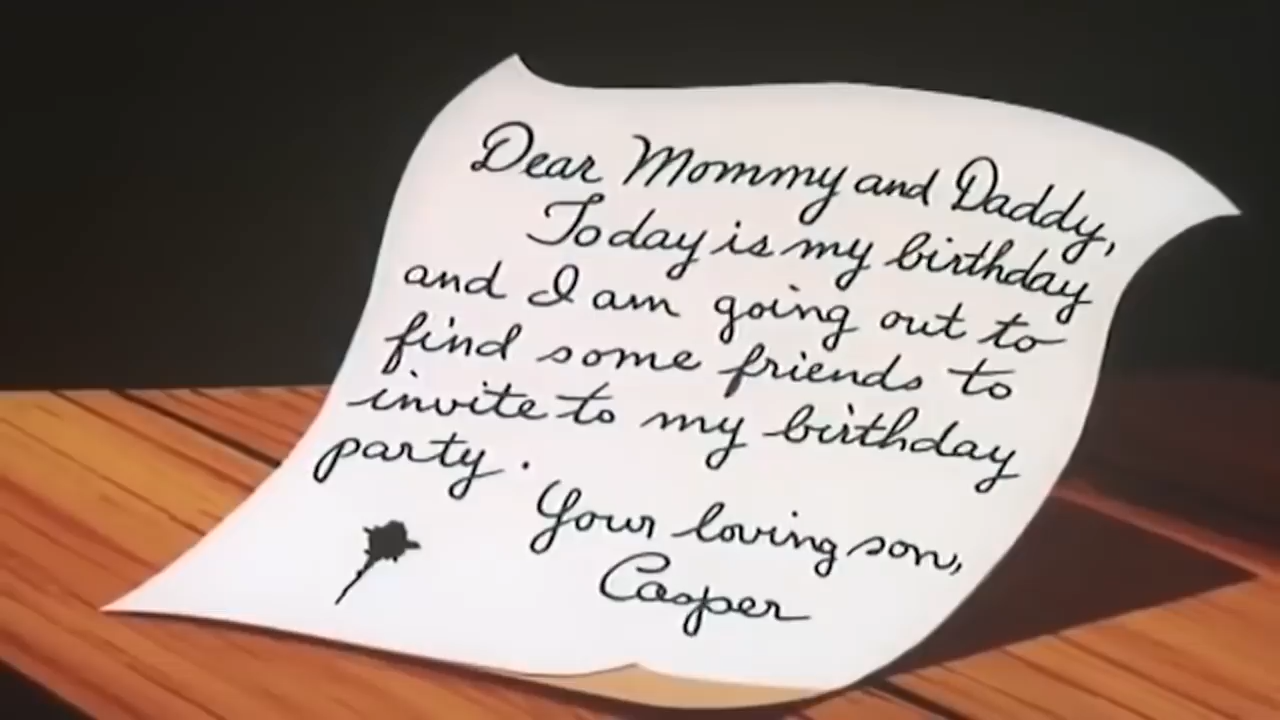 Dear Mommy and Daddy,
Today is my birthday
and I am going out to
find some friends to
invite to my birthday
party.
Your loving son,
Casper